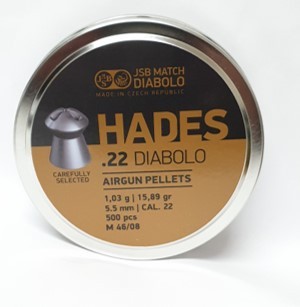 JSB MATCH
DIABOLO
MADE IN CZECH REPUBLIC
HADES
.22 DIABOLO
CAREFULLY
SELECTED
AIRGUN PELLETS
1,03 g | 15,89 gr
5.5 mm | CAL. 22
500 pcs
M 46/08